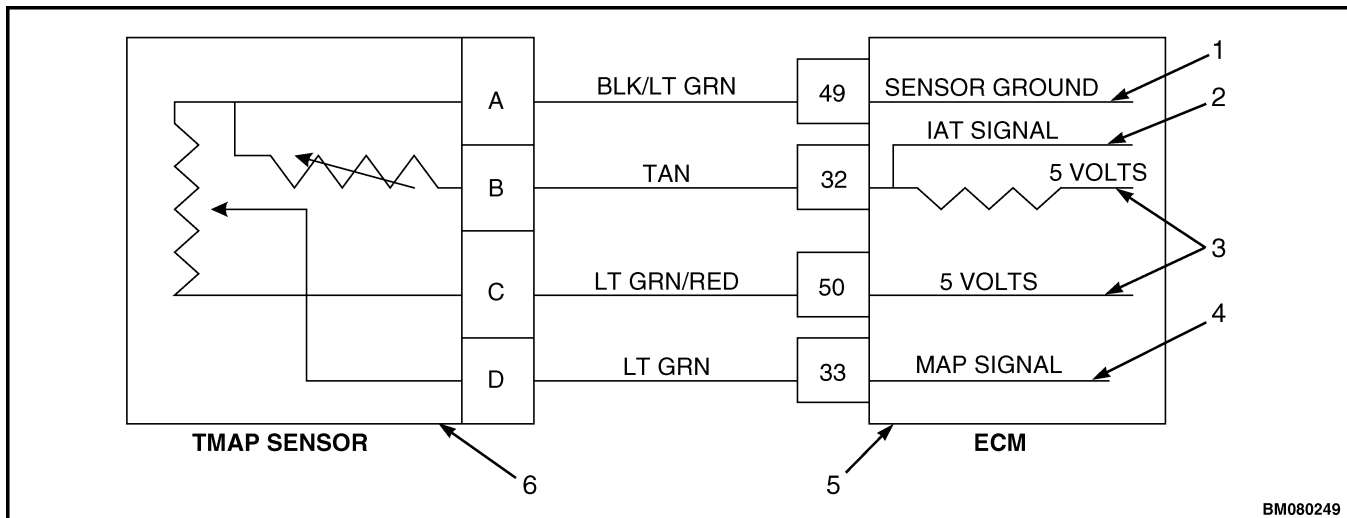 1
A BLK/LT GRN 49 SENSOR GROUND
2
IAT SIGNAL
B TAN 32 5 VOLTS
3
C LT GRN/RED 50 5 VOLTS
4
D LT GRN 33 MAP SIGNAL
TMAP SENSOR ECM
6 5
BM080249